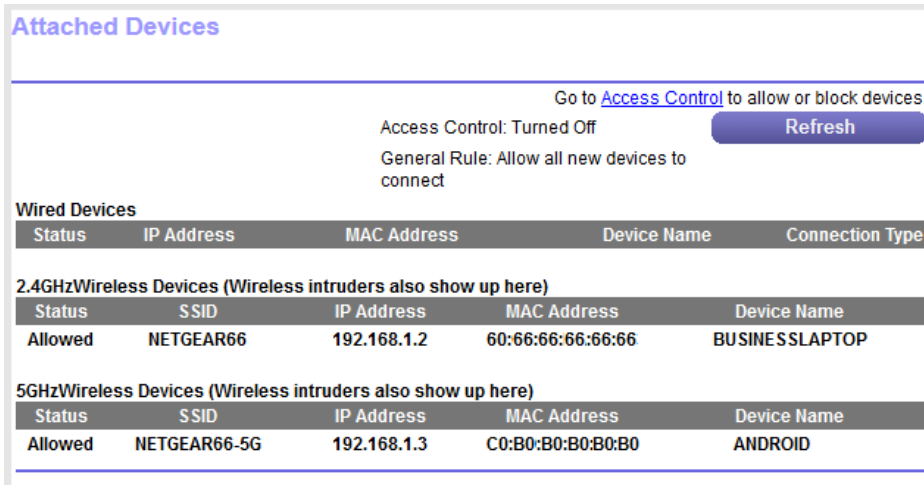 Attached Devices
Go to Access Control to allow or block devices
Access Control: Turned Off
Refresh
General Rule: Allow all new devices to
connect
Wired Devices
Status IP Address MAC Address Device Name Connection Type
2.4GHzWireless Devices (Wireless intruders also show up here)
Status SSID IP Address MAC Address Device Name
Allowed NETGEAR66 192.168.1.2 60:66:66:66:66:66 BUSINESSLAPTOP
5GHzWireless Devices (Wireless intruders also show up here)
Status SSID IP Address MAC Address Device Name
Allowed NETGEAR66-5G 192.168.1.3 C0:B0:B0:B0:B0:B0 ANDROID